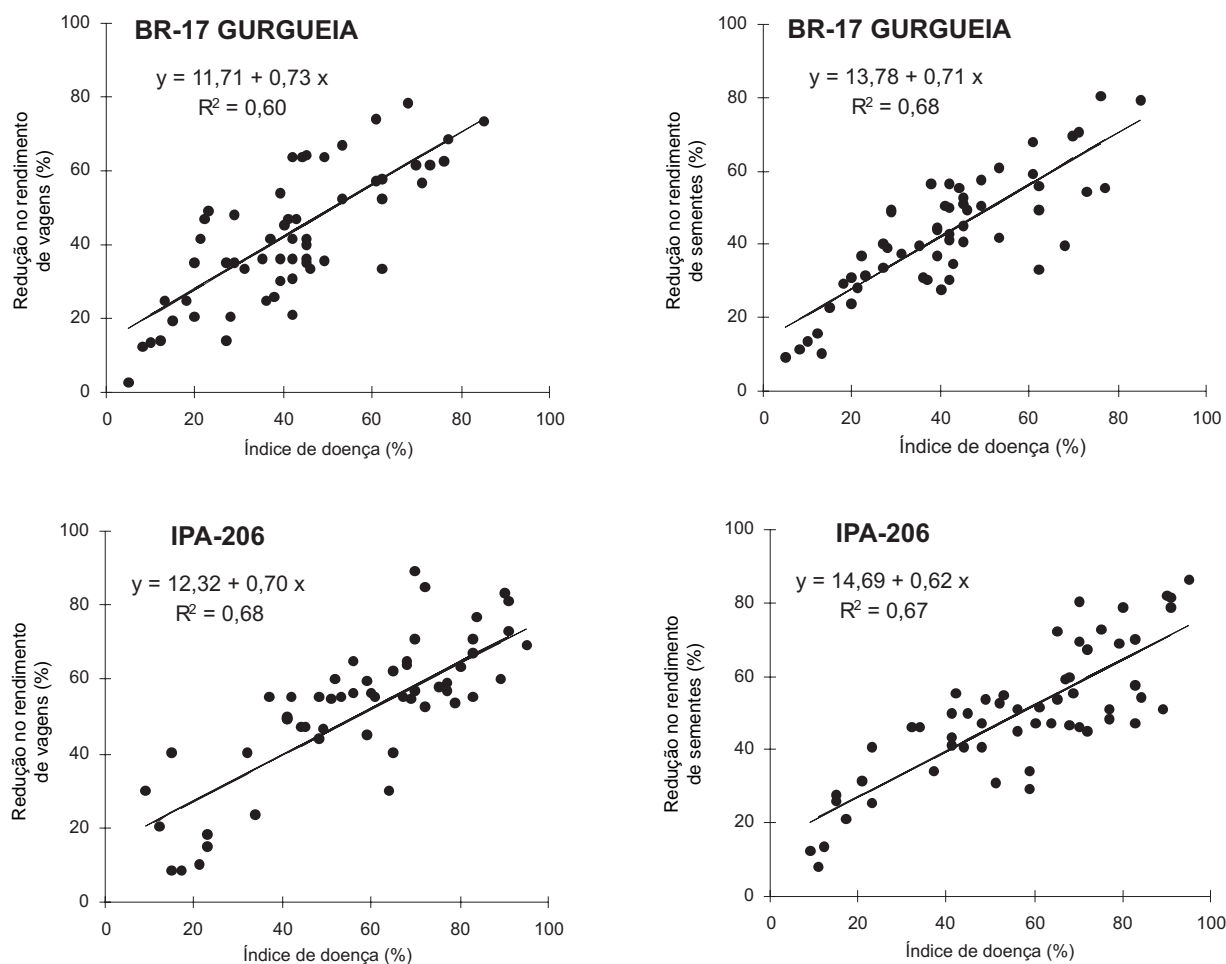 BR-17 GURGUEIA
y = 11,71 + 0,73 x
R² = 0,60
Redução no rendimento
de vagens (%)
100
80
60
40
20
0
0 20 40 60 80 100
Índice de doença (%)
BR-17 GURGUEIA
y = 13,78 + 0,71 x
R² = 0,68
Redução no rendimento
de sementes (%)
100
80
60
40
20
0
0 20 40 60 80 100
Índice de doença (%)
IPA-206
y = 12,32 + 0,70 x
R² = 0,68
Redução no rendimento
de vagens (%)
100
80
60
40
20
0
0 20 40 60 80 100
Índice de doença (%)
IPA-206
y = 14,69 + 0,62 x
R² = 0,67
Redução no rendimento
de sementes (%)
100
80
60
40
20
0
0 20 40 60 80 100
Índice de doença (%)